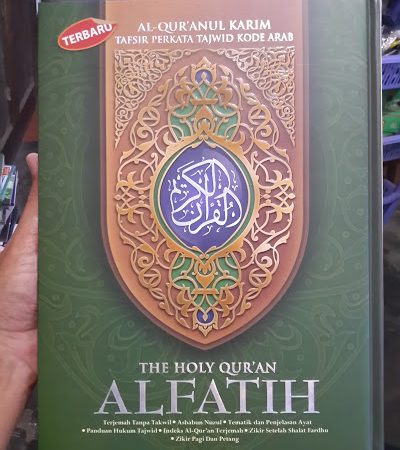 TERBARU
AL-QUR'ANUL KARIM
TAFSIR PERKATA TAJWID KODE ARAB
القرآن الكريم
THE HOLY QUR'AN
ALFATIH
Terjemah Tanpa Takwil • Asbabun Nuzul • Tematik dan Penjelasan Ayat
• Panduan Hukum Tajwid • Indeks Al-Qur'an Terjemah • Zikir Setelah Shalat Fardhu
• Zikir Pagi Dan Petang